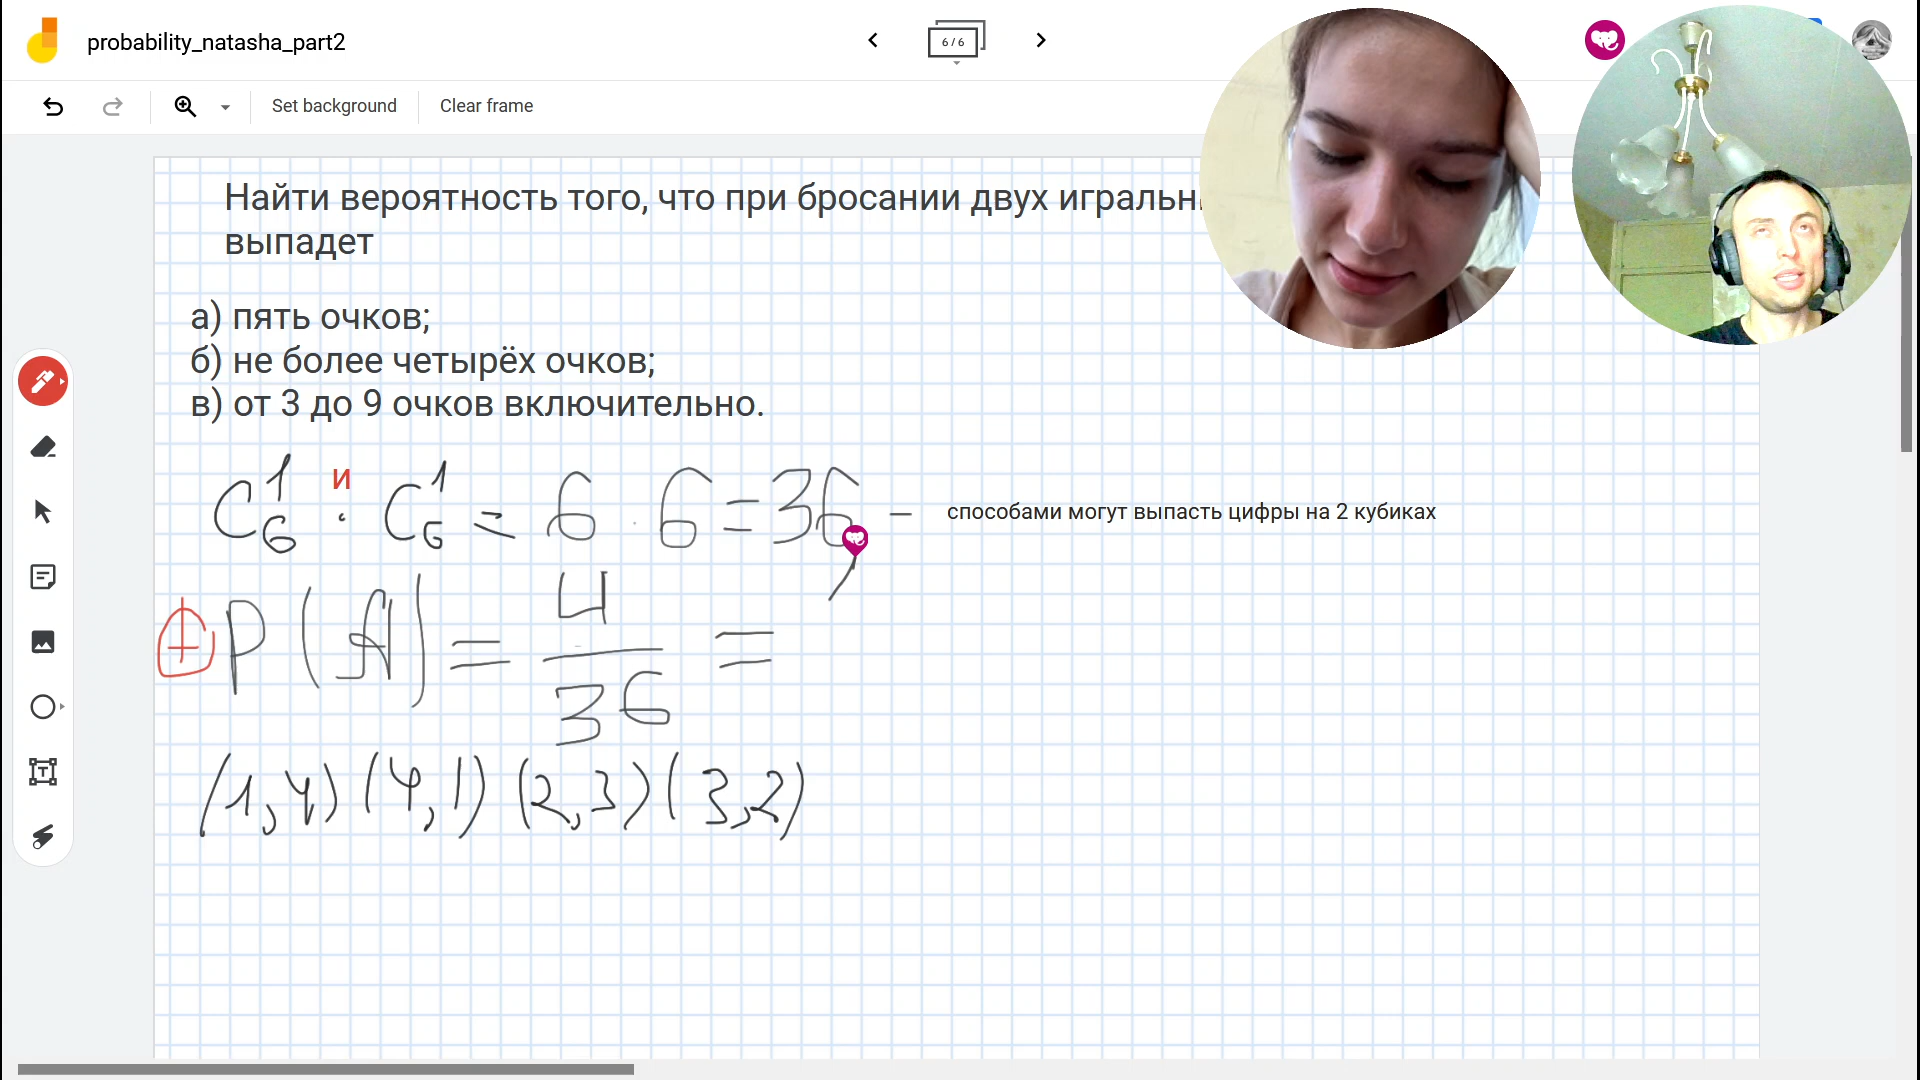 probability_natasha_part2
6 / 6
Set background
Clear frame
Найти вероятность того, что при бросании двух игральн
выпадет
а) пять очков;
б) не более четырёх очков;
в) от 3 до 9 очков включительно.
C₆¹ и · C₆¹ = 6 · 6 = 36, – способами могут выпасть цифры на 2 кубиках
P(A) = 4/36 =
(1,4) (4,1) (2,3) (3,2)